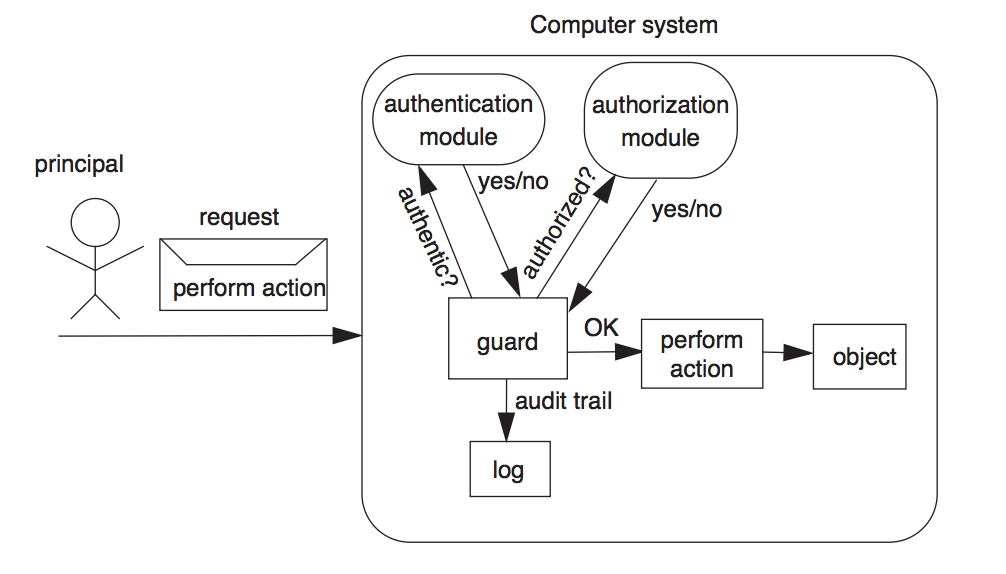 Computer system
authentication
module
authorization
module
principal
yes/no
authentic?
authorized?
yes/no
request
perform action
guard
OK
perform
action
object
audit trail
log